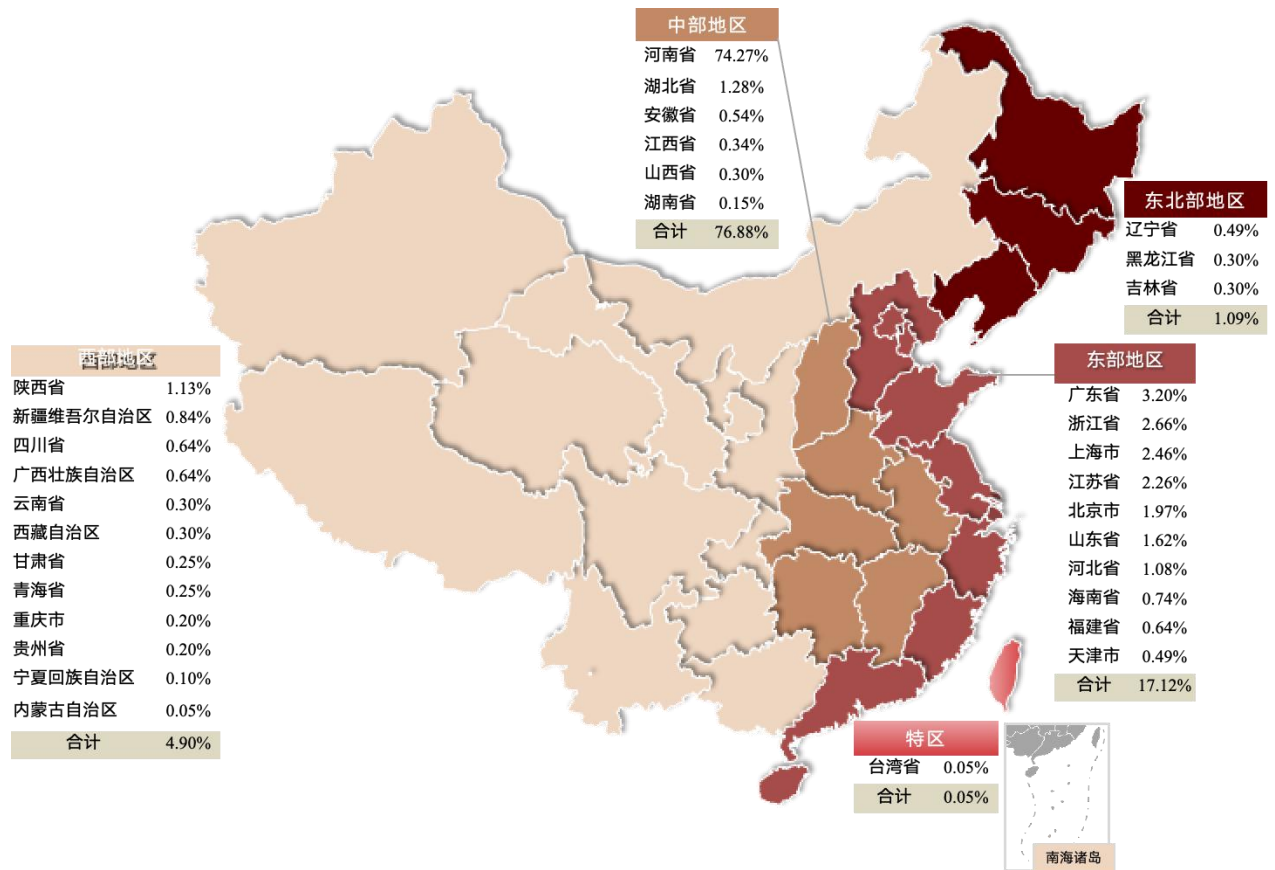 中部地区
河南省 74.27%
湖北省 1.28%
安徽省 0.54%
江西省 0.34%
山西省 0.30%
湖南省 0.15%
合计 76.88%
东北部地区
辽宁省 0.49%
黑龙江省 0.30%
吉林省 0.30%
合计 1.09%
西部地区
陕西省 1.13%
新疆维吾尔自治区 0.84%
四川省 0.64%
广西壮族自治区 0.64%
云南省 0.30%
西藏自治区 0.30%
甘肃省 0.25%
青海省 0.25%
重庆市 0.20%
贵州省 0.20%
宁夏回族自治区 0.10%
内蒙古自治区 0.05%
合计 4.90%
东部地区
广东省 3.20%
浙江省 2.66%
上海市 2.46%
江苏省 2.26%
北京市 1.97%
山东省 1.62%
河北省 1.08%
海南省 0.74%
福建省 0.64%
天津市 0.49%
合计 17.12%
特区
台湾省 0.05%
合计 0.05%
南海诸岛